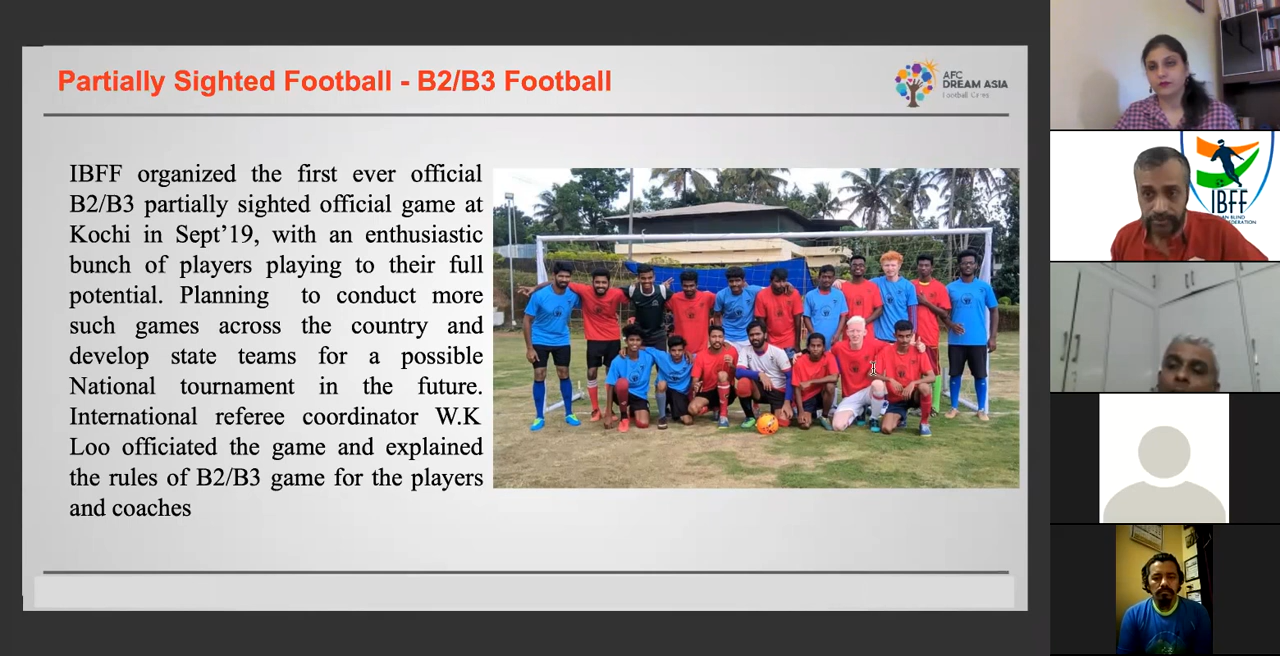 Partially Sighted Football - B2/B3 Football
AFC
DREAM ASIA
Football Cares
IBFF organized the first ever official
B2/B3 partially sighted official game at
Kochi in Sept’19, with an enthusiastic
bunch of players playing to their full
potential. Planning to conduct more
such games across the country and
develop state teams for a possible
National tournament in the future.
International referee coordinator W.K
Loo officiated the game and explained
the rules of B2/B3 game for the players
and coaches
IBFF